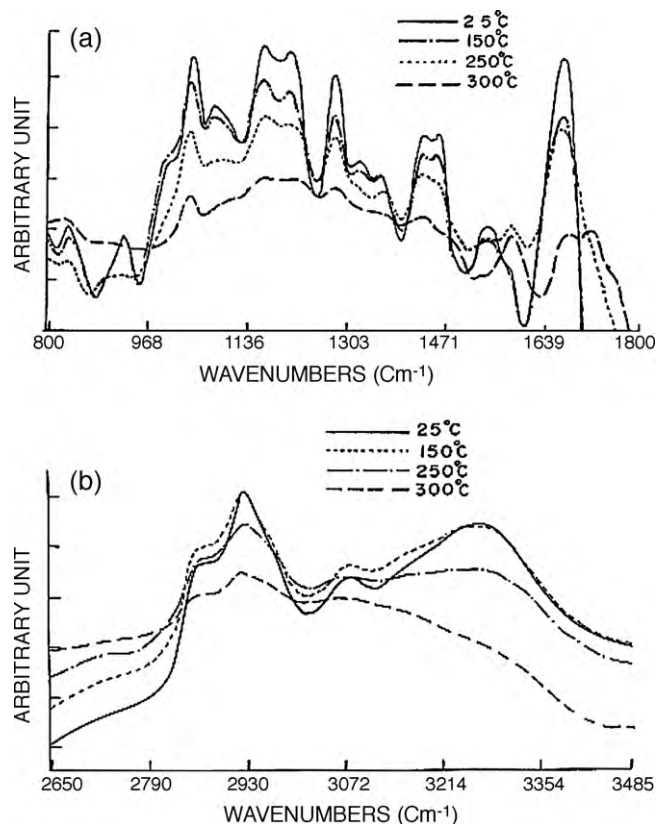 (a)
25°C
150°C
250°C
300°C
ARBITRARY UNIT
800 968 1136 1303 1471 1639 1800
WAVENUMBERS (Cm-1)
(b)
25°C
150°C
250°C
300°C
ARBITRARY UNIT
2650 2790 2930 3072 3214 3354 3485
WAVENUMBERS (Cm-1)